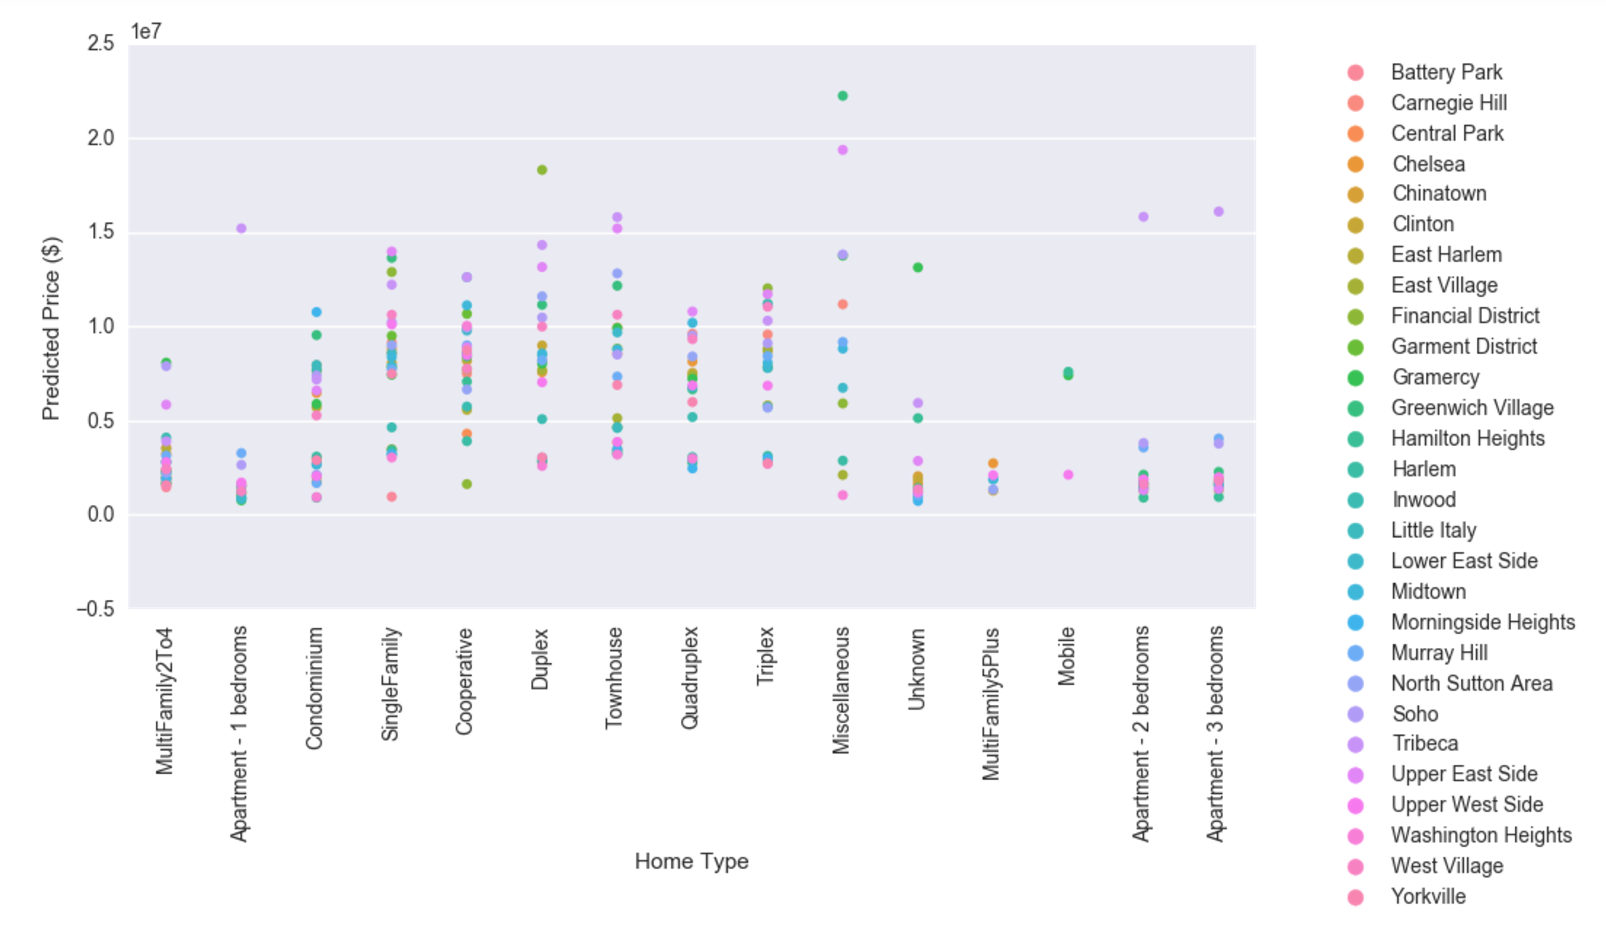 1e7
2.5
2.0
1.5
1.0
0.5
0.0
−0.5
Predicted Price ($)
MultiFamily2To4
Apartment - 1 bedrooms
Condominium
SingleFamily
Cooperative
Duplex
Townhouse
Quadruplex
Triplex
Miscellaneous
Unknown
MultiFamily5Plus
Mobile
Apartment - 2 bedrooms
Apartment - 3 bedrooms
Home Type
Battery Park
Carnegie Hill
Central Park
Chelsea
Chinatown
Clinton
East Harlem
East Village
Financial District
Garment District
Gramercy
Greenwich Village
Hamilton Heights
Harlem
Inwood
Little Italy
Lower East Side
Midtown
Morningside Heights
Murray Hill
North Sutton Area
Soho
Tribeca
Upper East Side
Upper West Side
Washington Heights
West Village
Yorkville